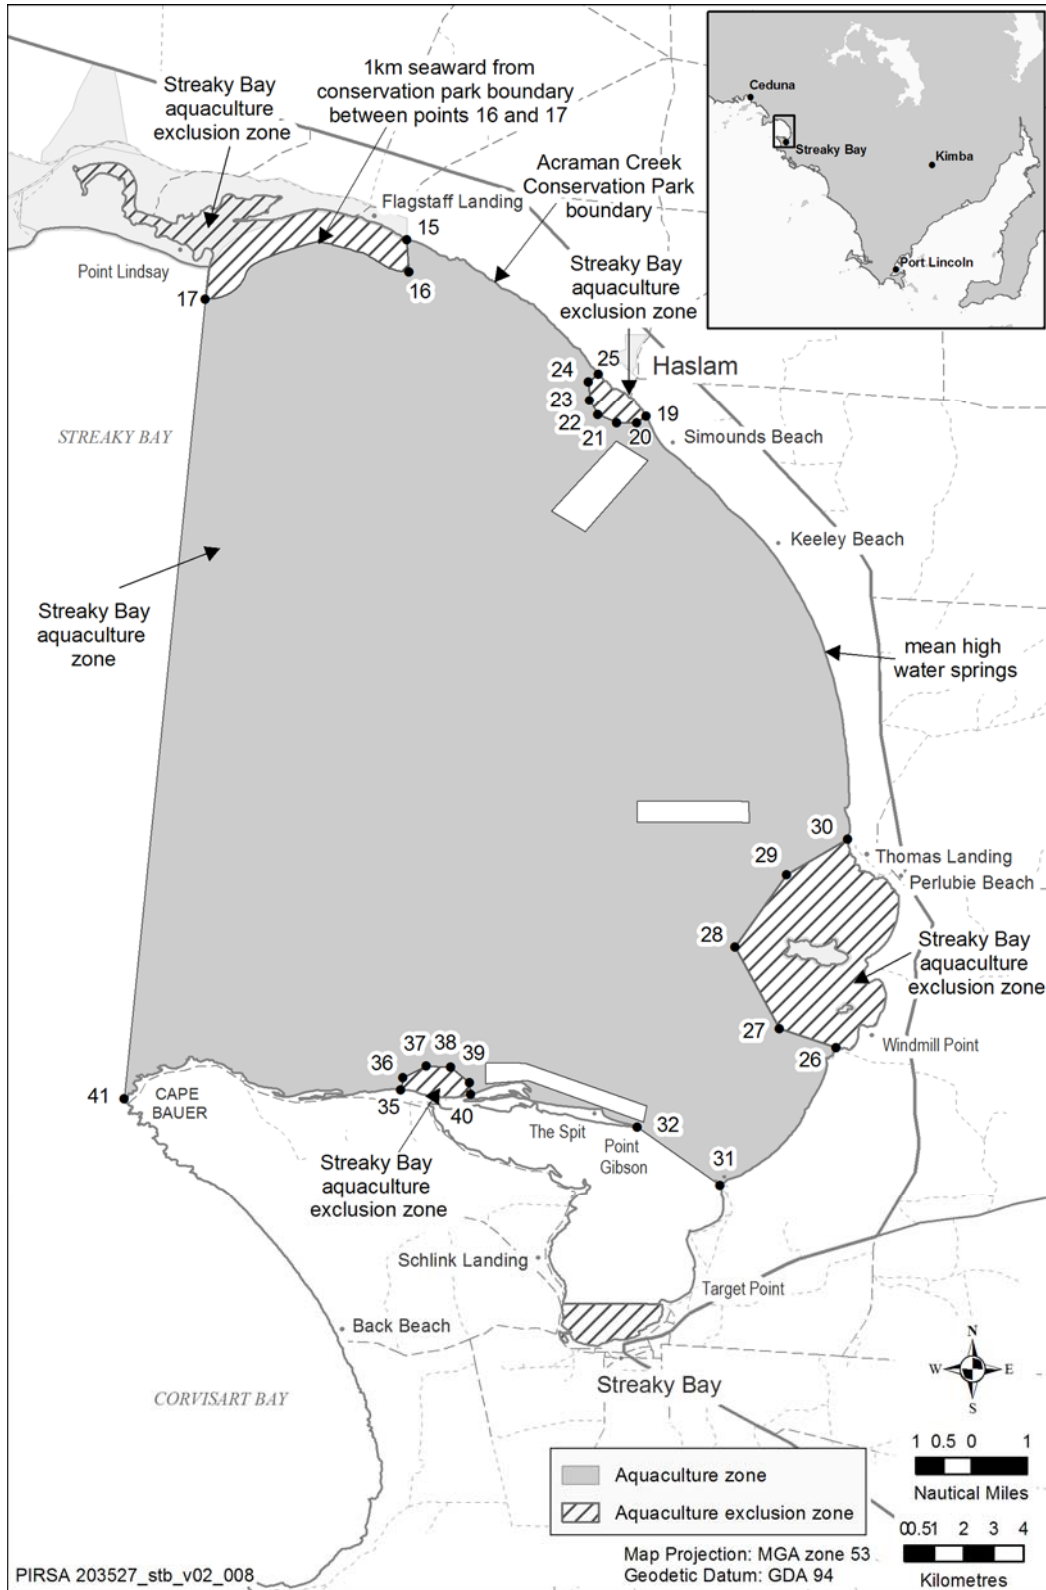 Streaky Bay
aquaculture
exclusion zone
1km seaward from
conservation park boundary
between points 16 and 17
Acraman Creek
Conservation Park
boundary
Ceduna
Streaky Bay
Kimba
Port Lincoln
Flagstaff Landing
15
Point Lindsay
16
17
Streaky Bay
aquaculture
exclusion zone
Haslam
25
24
23
22
21
20
19
Simounds Beach
STREAKY BAY
Keeley Beach
Streaky Bay
aquaculture
zone
mean high
water springs
30
29
Thomas Landing
Perlubie Beach
28
Streaky Bay
aquaculture
exclusion zone
27
26
Windmill Point
36
37
38
39
35
40
41
CAPE
BAUER
The Spit
Point
Gibson
32
31
Streaky Bay
aquaculture
exclusion zone
Schlink Landing
Target Point
Back Beach
CORVISART BAY
Streaky Bay
N
W
E
S
1 0.5 0 1
Nautical Miles
00.51 2 3 4
Kilometres
Aquaculture zone
Aquaculture exclusion zone
Map Projection: MGA zone 53
Geodetic Datum: GDA 94
PIRSA 203527_stb_v02_008